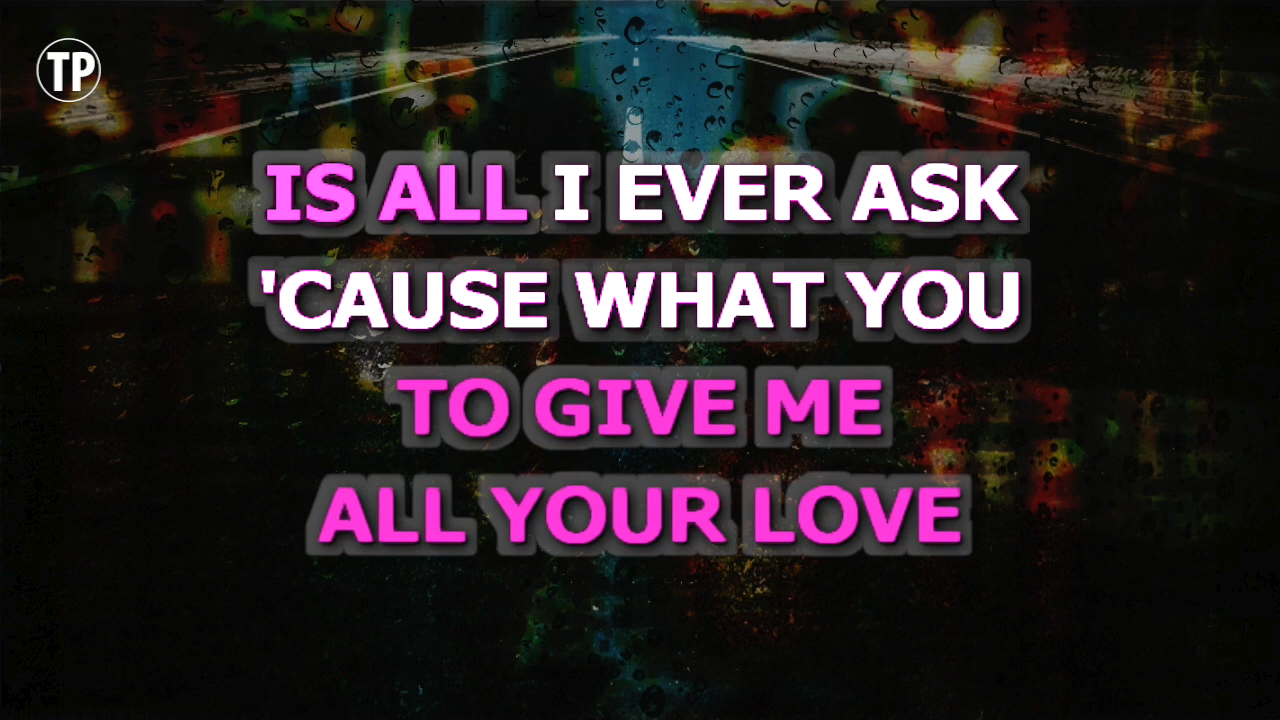 TP
IS ALL I EVER ASK
'CAUSE WHAT YOU
TO GIVE ME
ALL YOUR LOVE